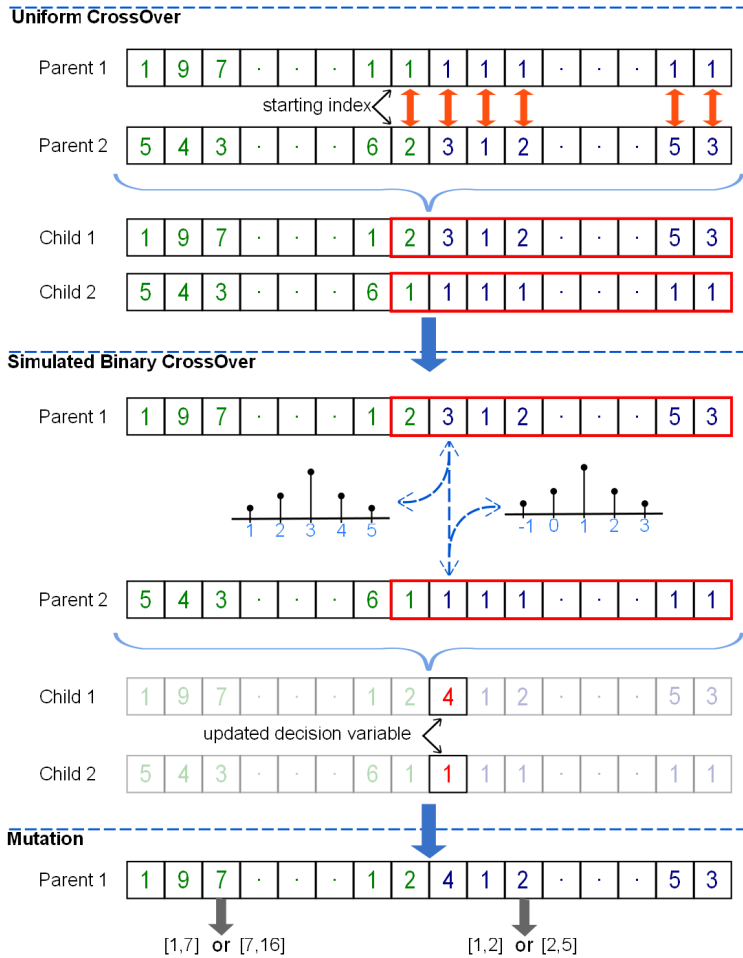 Uniform CrossOver
Parent 1 1 9 7 · · · 1 1 1 1 1 · · · 1 1
starting index
Parent 2 5 4 3 · · · 6 2 3 1 2 · · · 5 3
Child 1 1 9 7 · · · 1 2 3 1 2 · · · 5 3
Child 2 5 4 3 · · · 6 1 1 1 1 · · · 1 1
Simulated Binary CrossOver
Parent 1 1 9 7 · · · 1 2 3 1 2 · · · 5 3
1 2 3 4 5 -1 0 1 2 3
Parent 2 5 4 3 · · · 6 1 1 1 1 · · · 1 1
Child 1 1 9 7 · · · 1 2 4 1 2 · · · 5 3
updated decision variable
Child 2 5 4 3 · · · 6 1 1 1 1 · · · 1 1
Mutation
Parent 1 1 9 7 · · · 1 2 4 1 2 · · · 5 3
[1,7] or [7,16] [1,2] or [2,5]